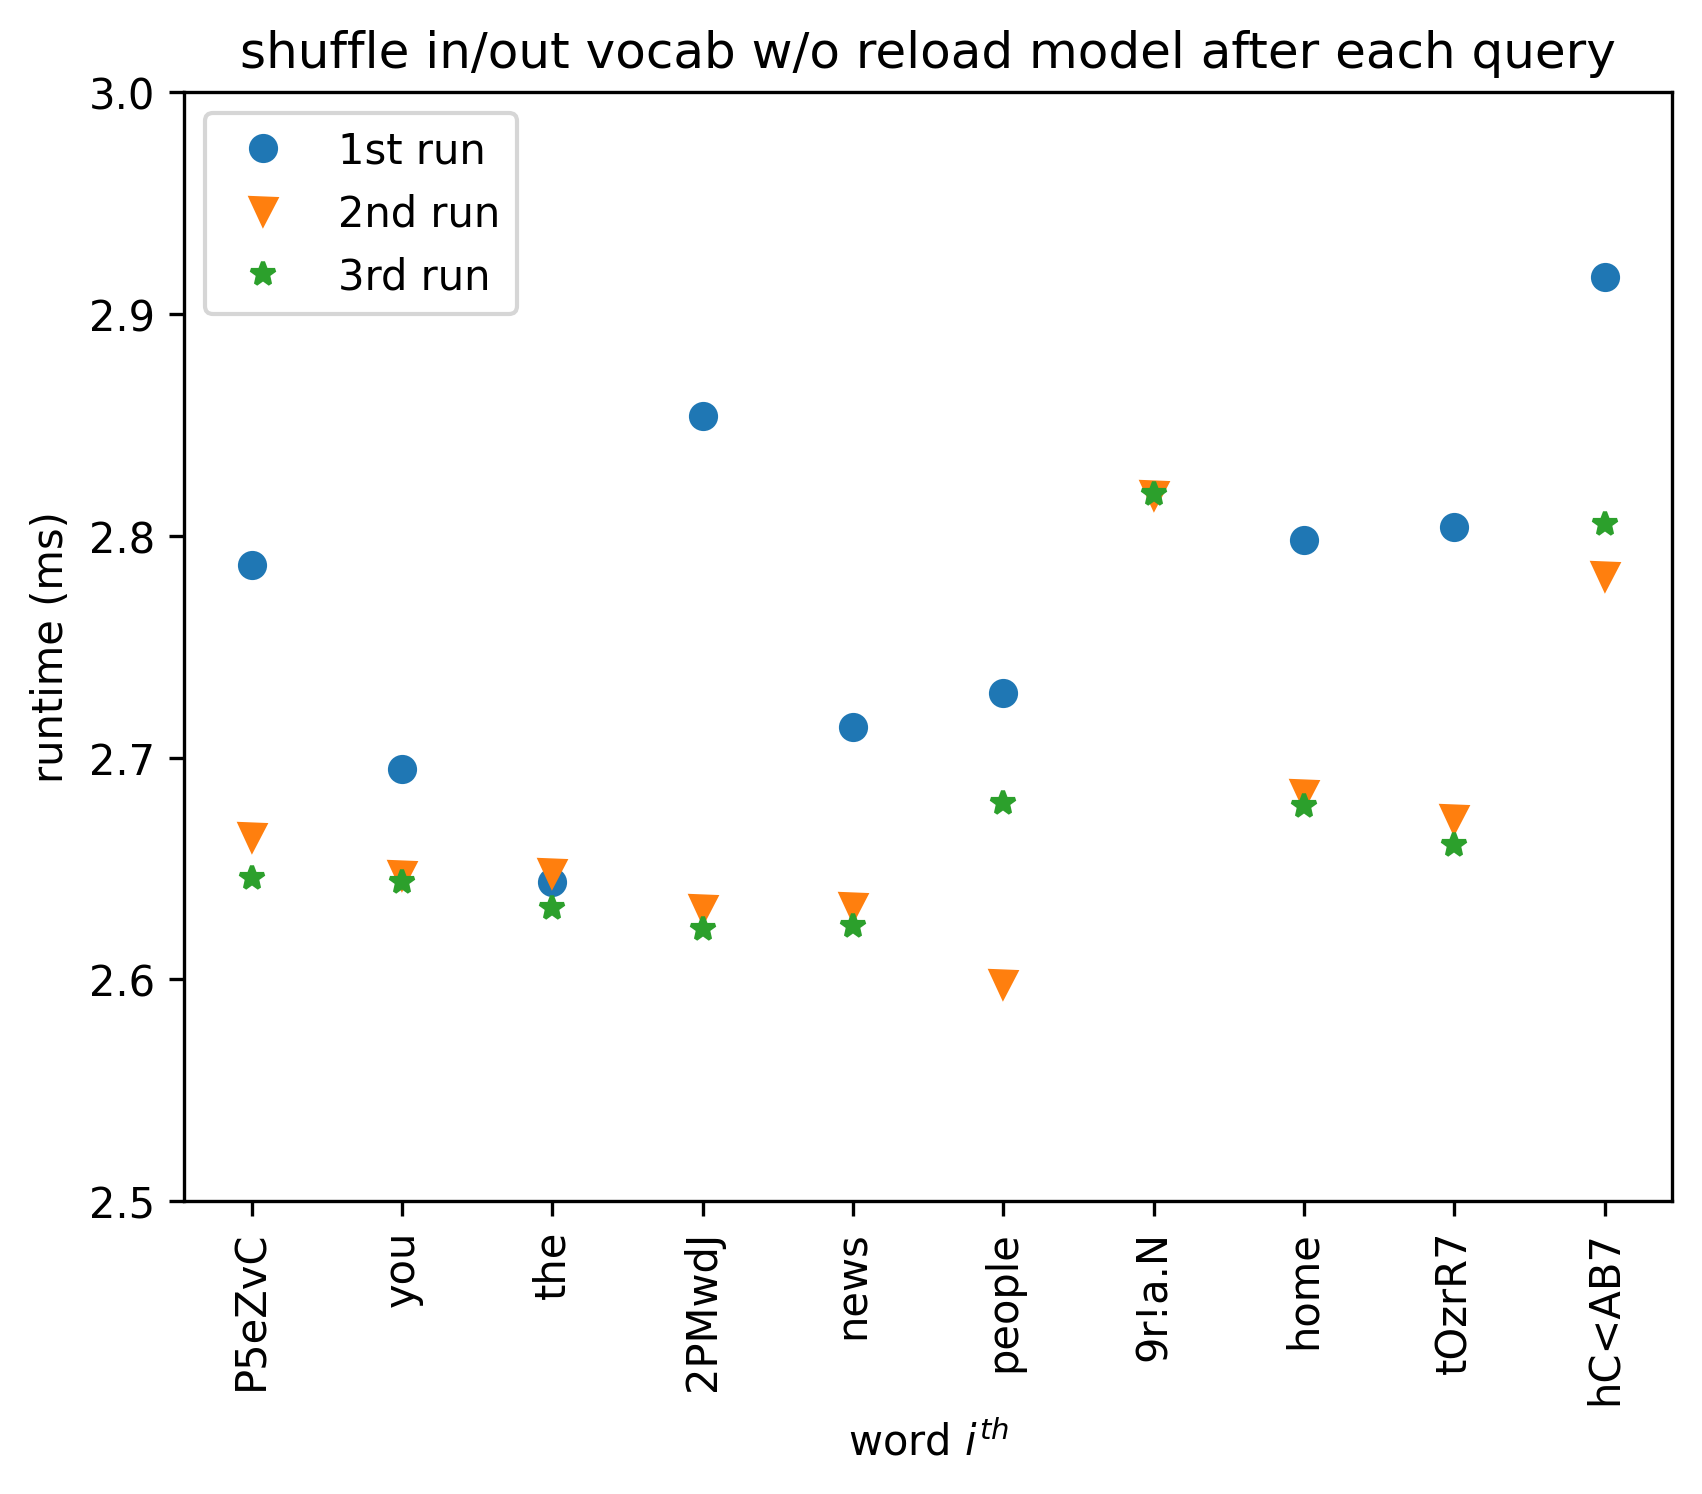 shuffle in/out vocab w/o reload model after each query
3.0
2.9
2.8
2.7
2.6
2.5
runtime (ms)
1st run
2nd run
3rd run
P5eZvC
you
the
2PMwdJ
news
people
9r!a.N
home
tOzrR7
hC<AB7
word i^th